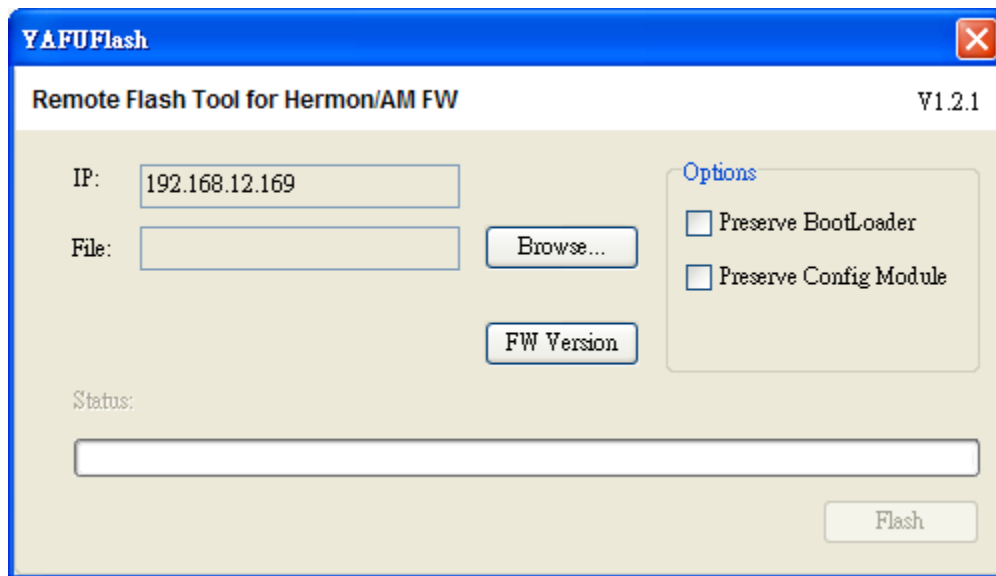 YAFUFlash
Remote Flash Tool for Hermon/AM FW V1.2.1
IP: 192.168.12.169
File:
Browse...
FW Version
Options
Preserve BootLoader
Preserve Config Module
Status:
Flash